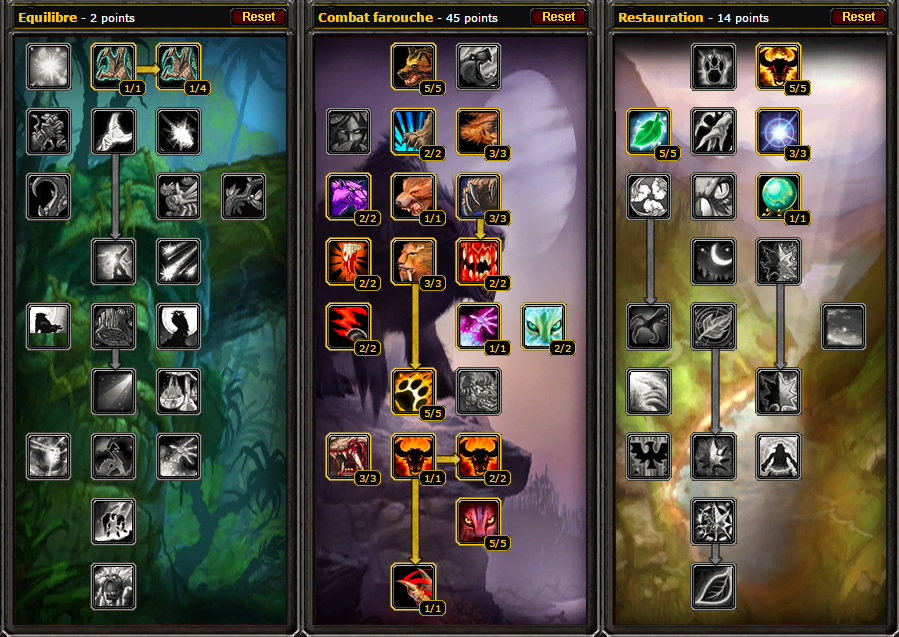 Equilibre - 2 points Reset Combat farouche - 45 points Reset Restauration - 14 points Reset
1/1 1/4 5/5 5/5
2/2 3/3 5/5 3/3
2/2 1/1 3/3 1/1
2/2 3/3 2/2
2/2 1/1 2/2
5/5
3/3 1/1 2/2
5/5
1/1